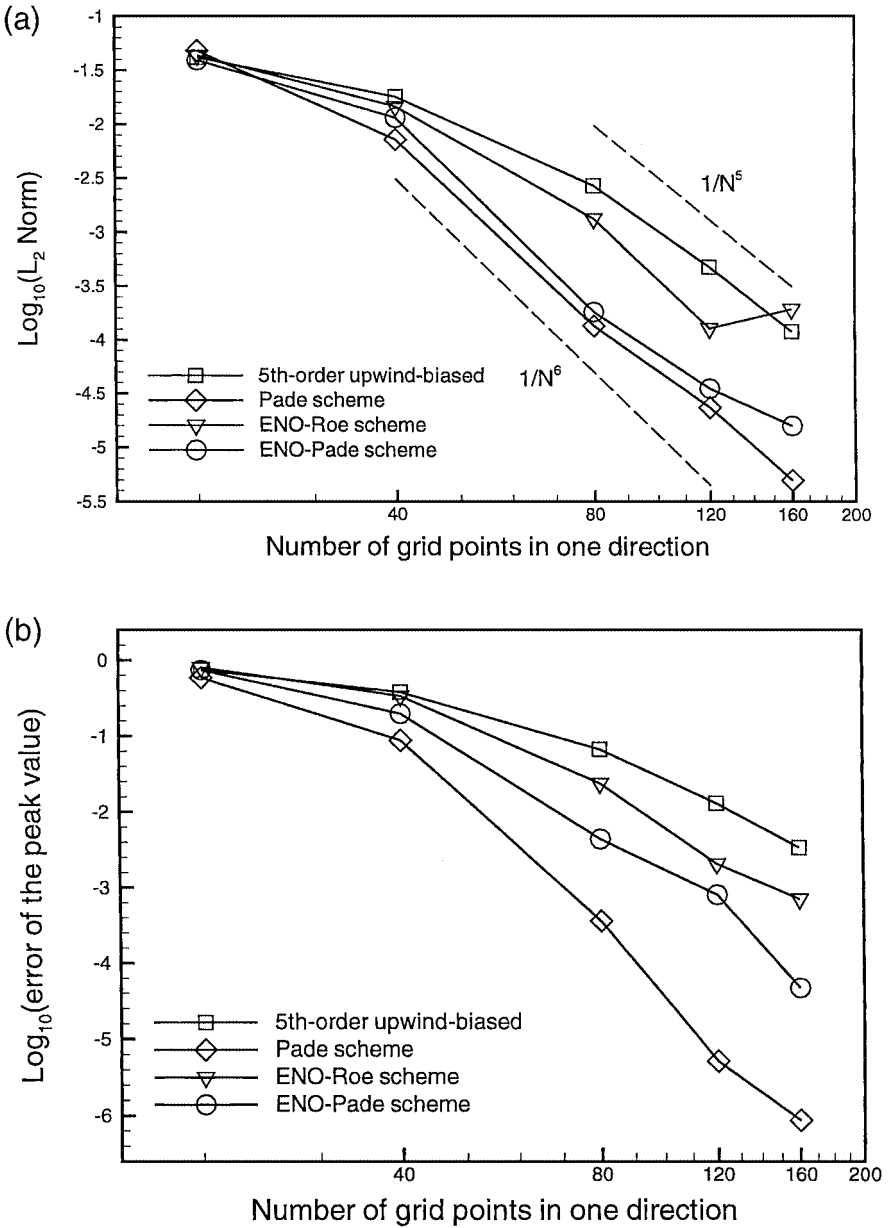 (a)
-1
-1.5
-2
-2.5
-3
-3.5
-4
-4.5
-5
-5.5
Log10(L2 Norm)
1/N5
1/N6
5th-order upwind-biased
Pade scheme
ENO-Roe scheme
ENO-Pade scheme
40
80
120
160
200
Number of grid points in one direction
(b)
0
-1
-2
-3
-4
-5
-6
Log10(error of the peak value)
5th-order upwind-biased
Pade scheme
ENO-Roe scheme
ENO-Pade scheme
40
80
120
160
200
Number of grid points in one direction